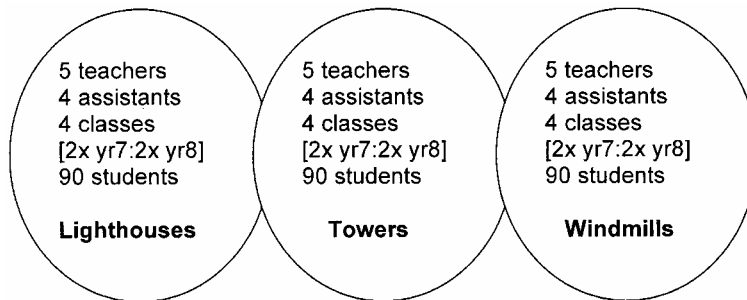 5 teachers
4 assistants
4 classes
[2x yr7:2x yr8]
90 students
Lighthouses
5 teachers
4 assistants
4 classes
[2x yr7:2x yr8]
90 students
Towers
5 teachers
4 assistants
4 classes
[2x yr7:2x yr8]
90 students
Windmills